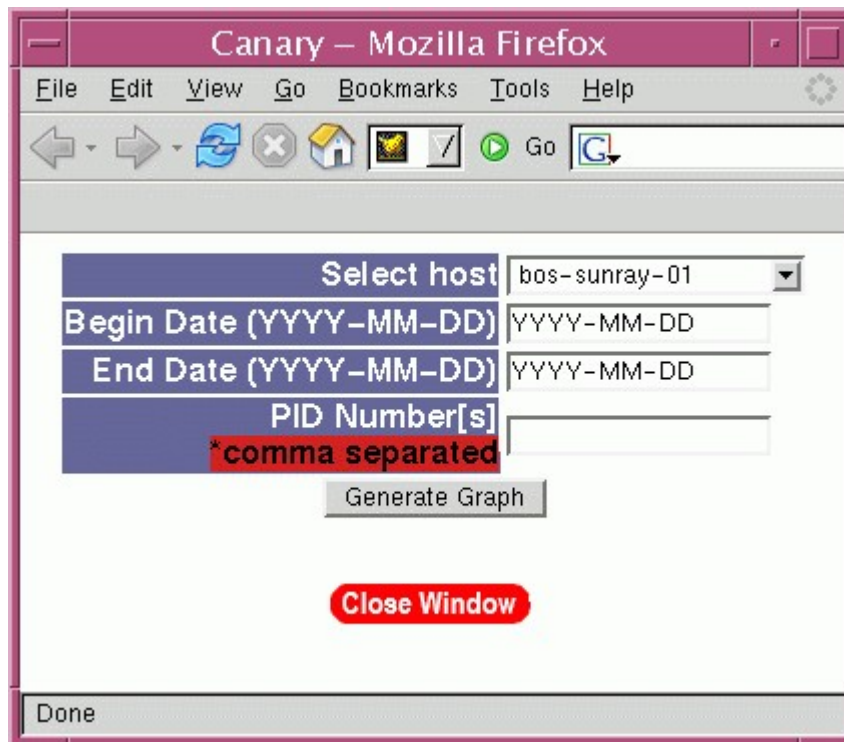 Canary – Mozilla Firefox
File Edit View Go Bookmarks Tools Help
Go G
Select host bos-sunray-01
Begin Date (YYYY-MM-DD) YYYY-MM-DD
End Date (YYYY-MM-DD) YYYY-MM-DD
PID Number[s]
*comma separated
Generate Graph
Close Window
Done